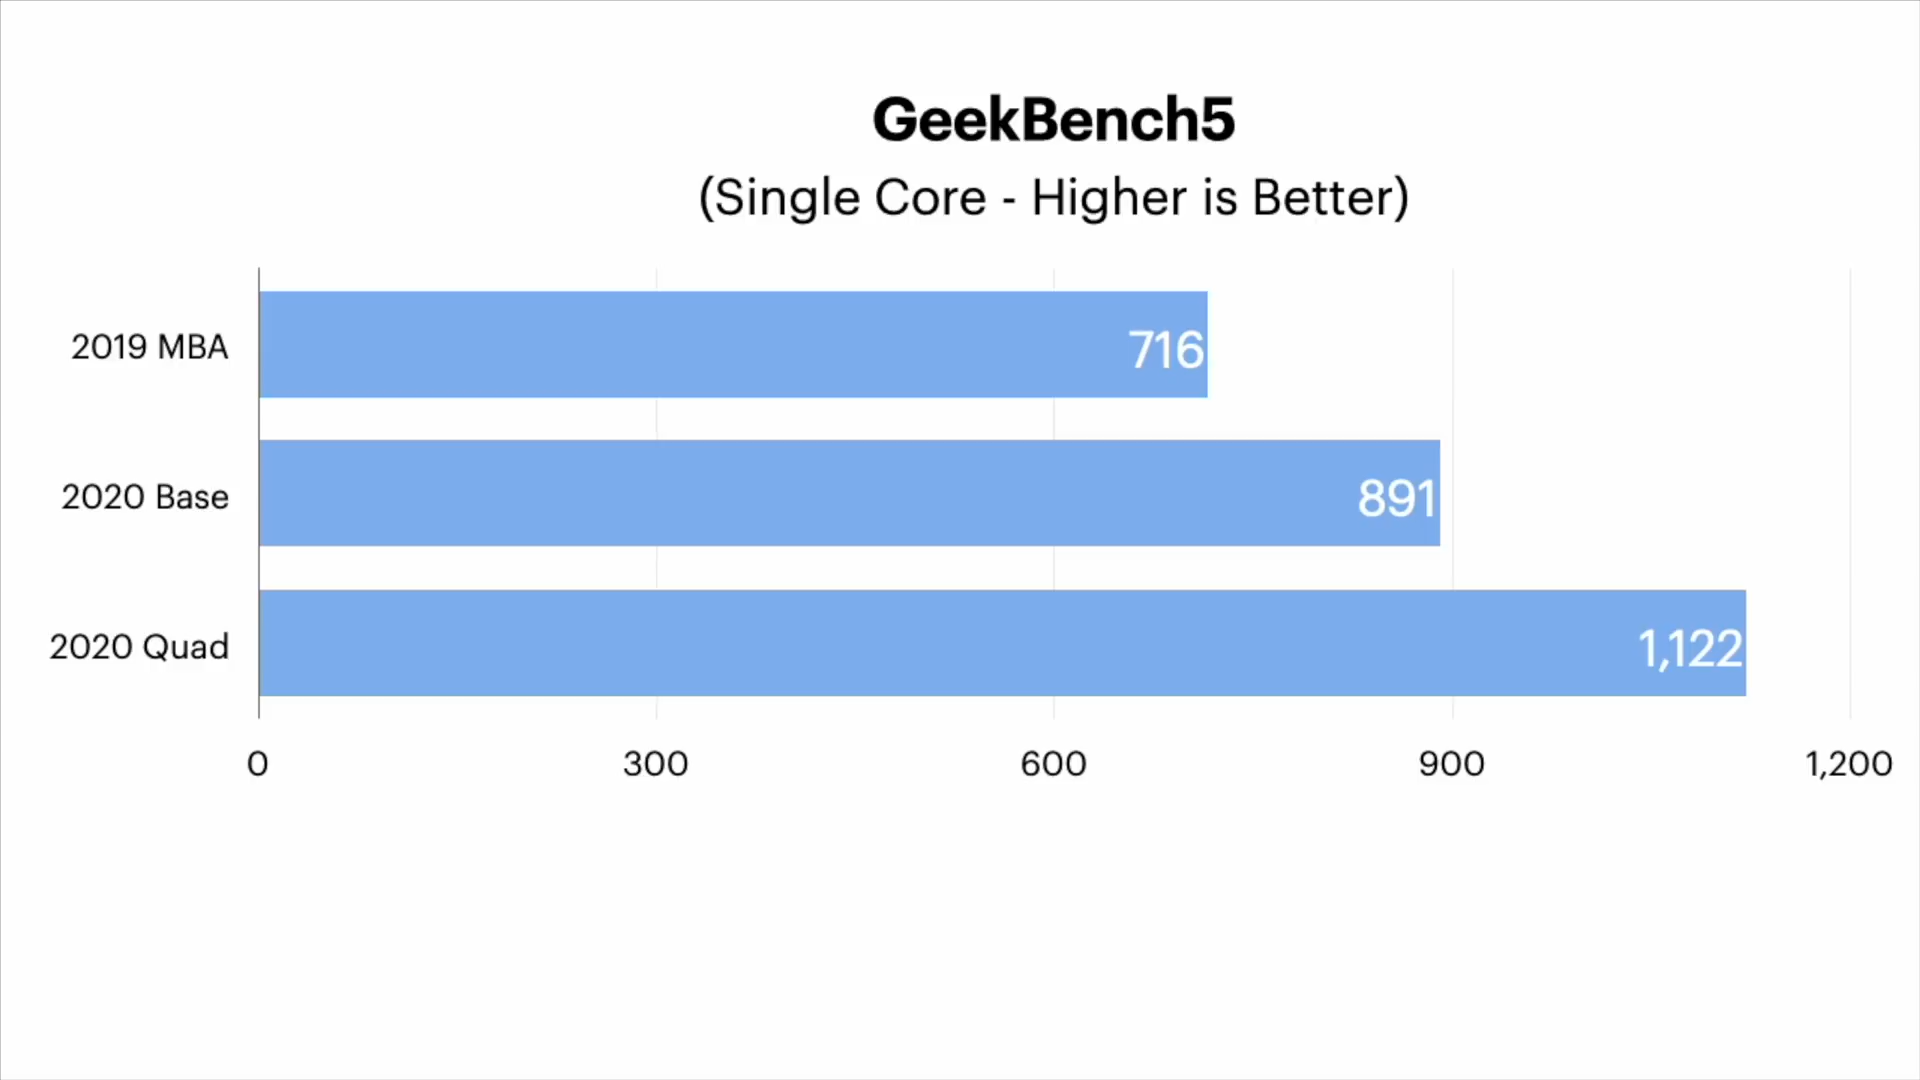 GeekBench5
(Single Core - Higher is Better)
2019 MBA
716
2020 Base
891
2020 Quad
1,122
0 300 600 900 1,200